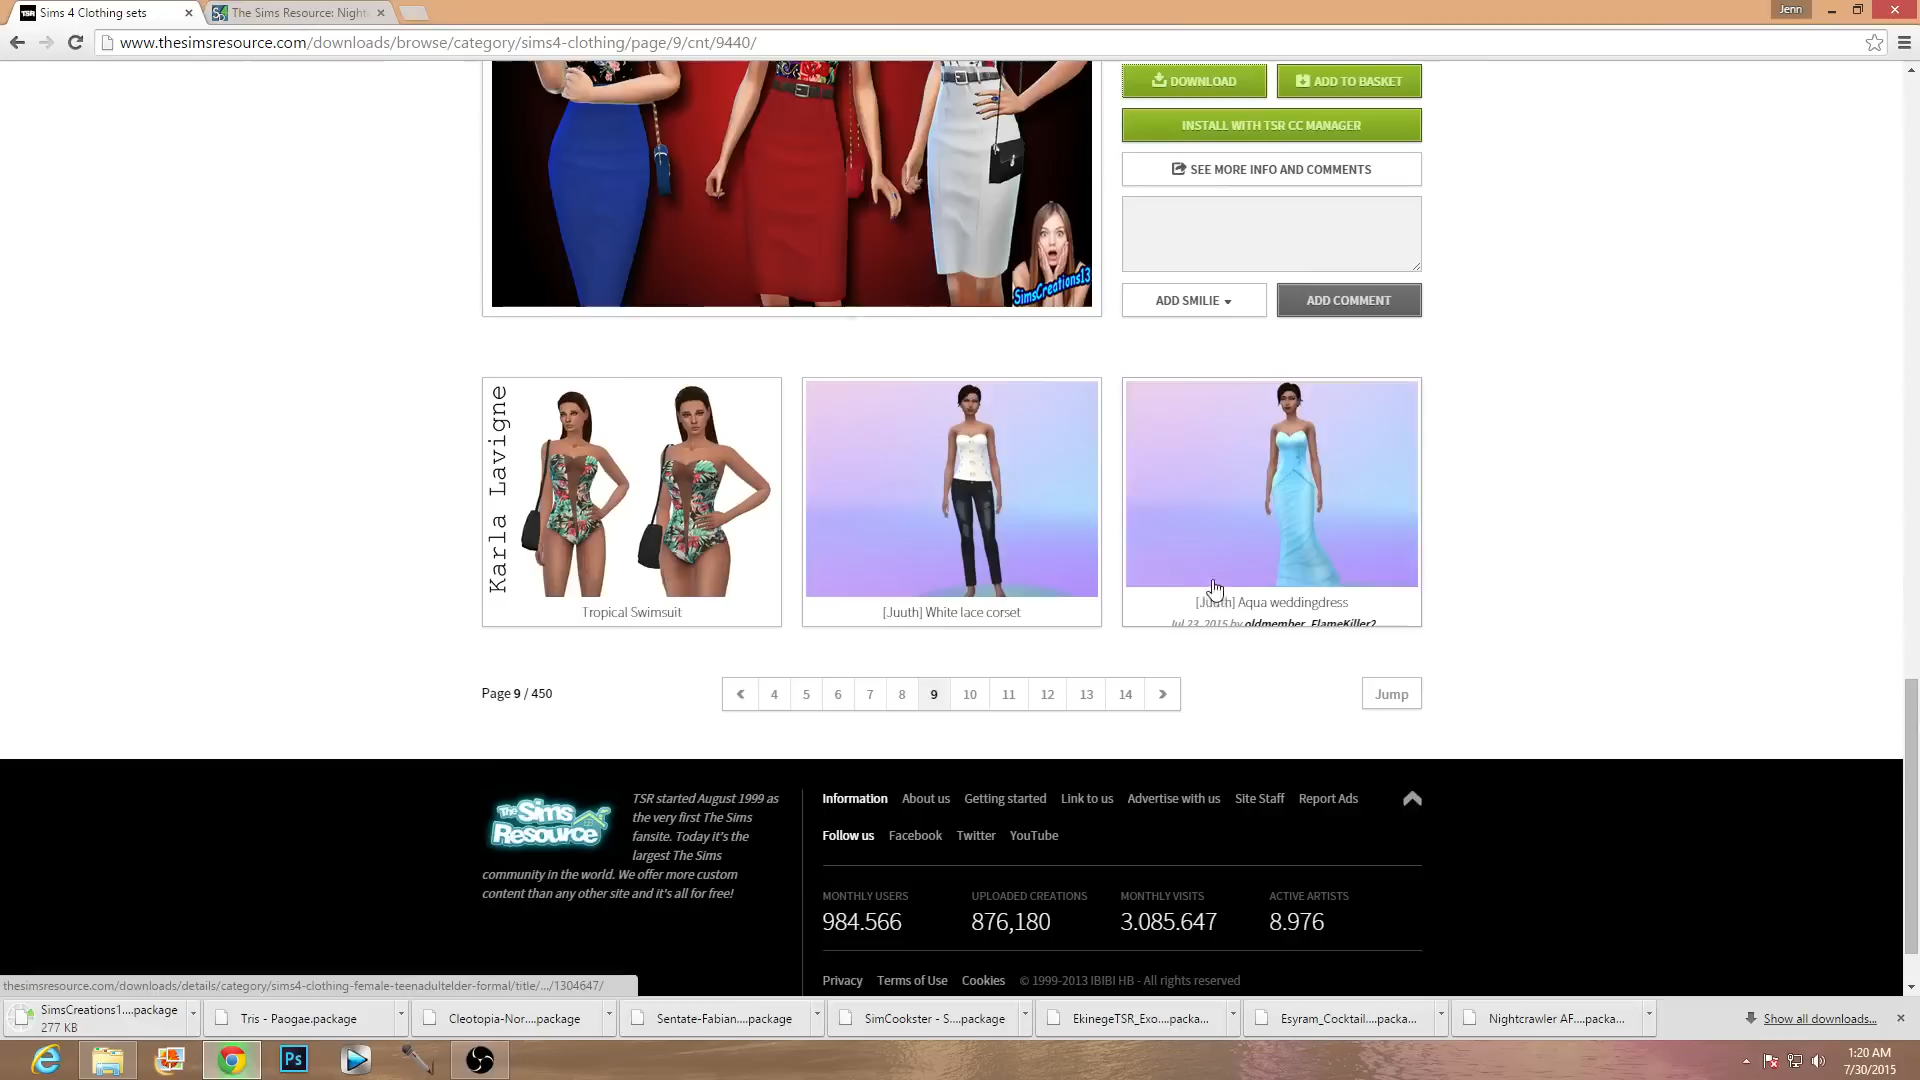 Sims 4 Clothing sets
The Sims Resource: Night
Jenn
www.thesimsresource.com/downloads/browse/category/sims4-clothing/page/9/cnt/9440/
DOWNLOAD
ADD TO BASKET
INSTALL WITH TSR CC MANAGER
SEE MORE INFO AND COMMENTS
SimsCreations13
ADD SMILIE
ADD COMMENT
Karla Lavigne
Tropical Swimsuit
[Juuth] White lace corset
[Juuth] Aqua weddingdress
Jul 23, 2015 by oldmember_FlameKiller2
Page 9 / 450
4 5 6 7 8 9 10 11 12 13 14
Jump
The Sims Resource
TSR started August 1999 as
the very first The Sims
fansite. Today it's the
largest The Sims
community in the world. We offer more custom
content than any other site and it's all for free!
Information About us Getting started Link to us Advertise with us Site Staff Report Ads
Follow us Facebook Twitter YouTube
MONTHLY USERS UPLOADED CREATIONS MONTHLY VISITS ACTIVE ARTISTS
984.566 876,180 3.085.647 8.976
Privacy Terms of Use Cookies © 1999-2013 IBIBI HB - All rights reserved
thesimsresource.com/downloads/details/category/sims4-clothing-female-teenadultelder-formal/title/.../1304647/
SimsCreations1....package
277 KB
Tris - Paogae.package
Cleotopia-Nor....package
Sentate-Fabian....package
SimCookster - S....package
EkinegeTSR_Exo....packa...
Esyram_Cocktail....packa...
Nightcrawler AF....packa...
Show all downloads...
Ps
1:20 AM
7/30/2015